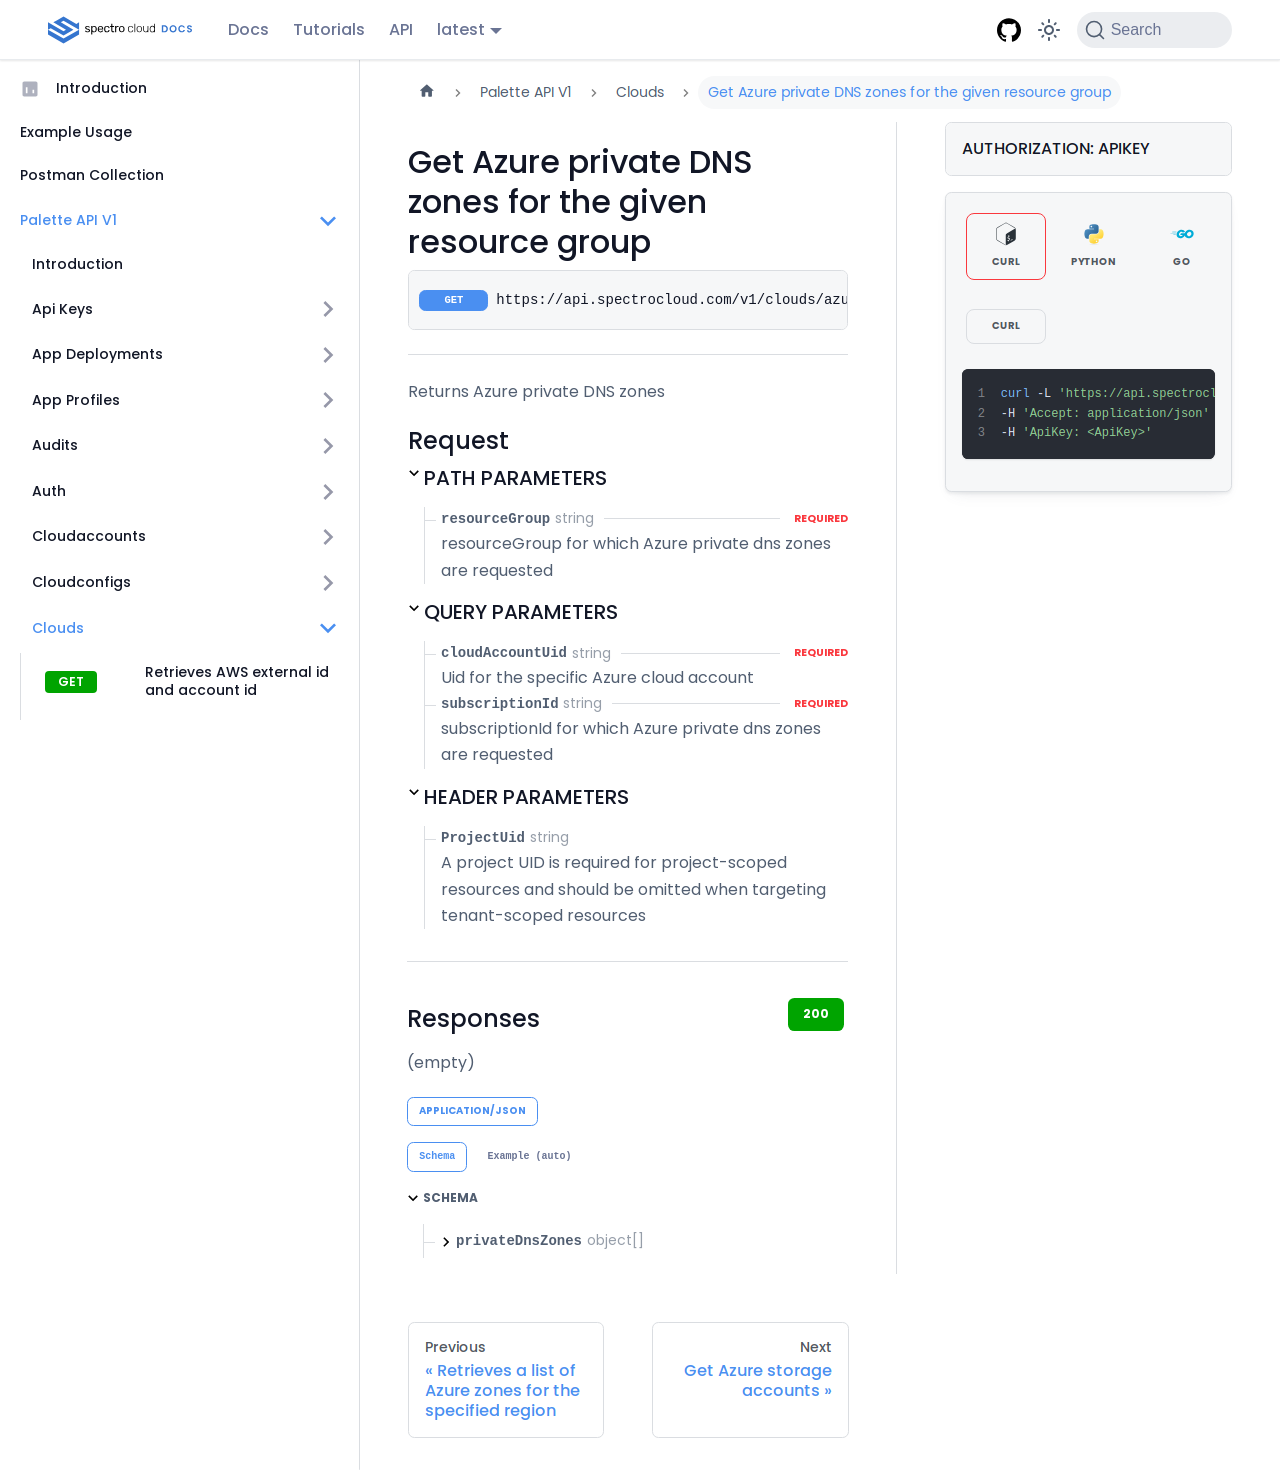 spectro cloud DOCS
Docs
Tutorials
API
latest
Search
Introduction
Example Usage
Postman Collection
Palette API V1
Introduction
Api Keys
App Deployments
App Profiles
Audits
Auth
Cloudaccounts
Cloudconfigs
Clouds
GET
Retrieves AWS external id
and account id
Palette API V1
Clouds
Get Azure private DNS zones for the given resource group
Get Azure private DNS
zones for the given
resource group
GET https://api.spectrocloud.com/v1/clouds/azu
Returns Azure private DNS zones
Request
PATH PARAMETERS
resourceGroup string REQUIRED
resourceGroup for which Azure private dns zones
are requested
QUERY PARAMETERS
cloudAccountUid string REQUIRED
Uid for the specific Azure cloud account
subscriptionId string REQUIRED
subscriptionId for which Azure private dns zones
are requested
HEADER PARAMETERS
ProjectUid string
A project UID is required for project-scoped
resources and should be omitted when targeting
tenant-scoped resources
Responses
200
(empty)
APPLICATION/JSON
Schema Example (auto)
SCHEMA
privateDnsZones object[]
Previous
« Retrieves a list of
Azure zones for the
specified region
Next
Get Azure storage
accounts »
AUTHORIZATION: APIKEY
CURL PYTHON GO
CURL
1 curl -L 'https://api.spectrocl
2 -H 'Accept: application/json'
3 -H 'ApiKey: <ApiKey>'